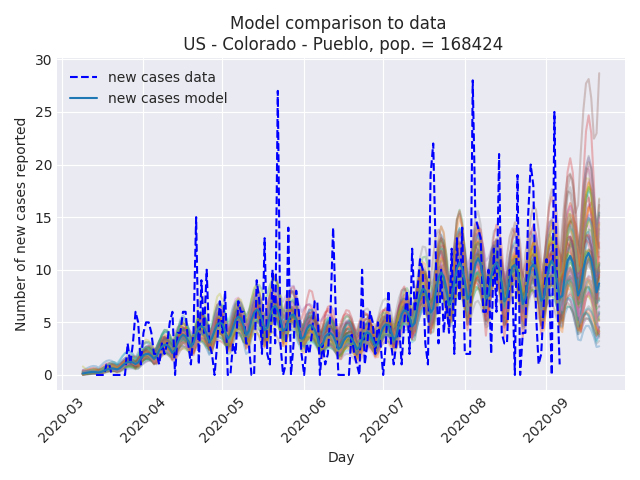 Model comparison to data
US - Colorado - Pueblo, pop. = 168424
30
25
20
15
10
5
0
Number of new cases reported
new cases data
new cases model
2020-03
2020-04
2020-05
2020-06
2020-07
2020-08
2020-09
Day